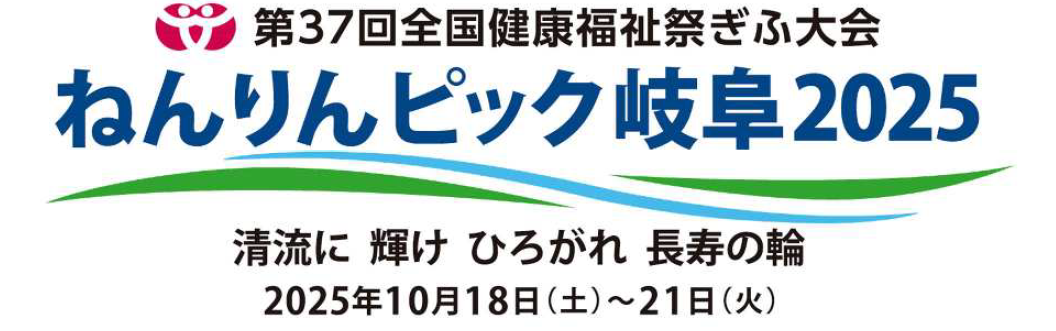 第37回全国健康福祉祭ぎふ大会
ねんりんピック岐阜2025
清流に 輝け ひろがれ 長寿の輪
2025年10月18日(土)～21日(火)